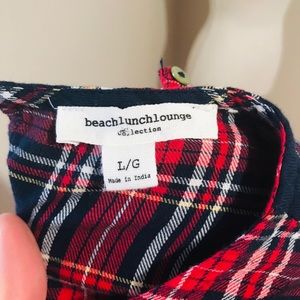 beachlunchlounge
collection
L/G
Made in India